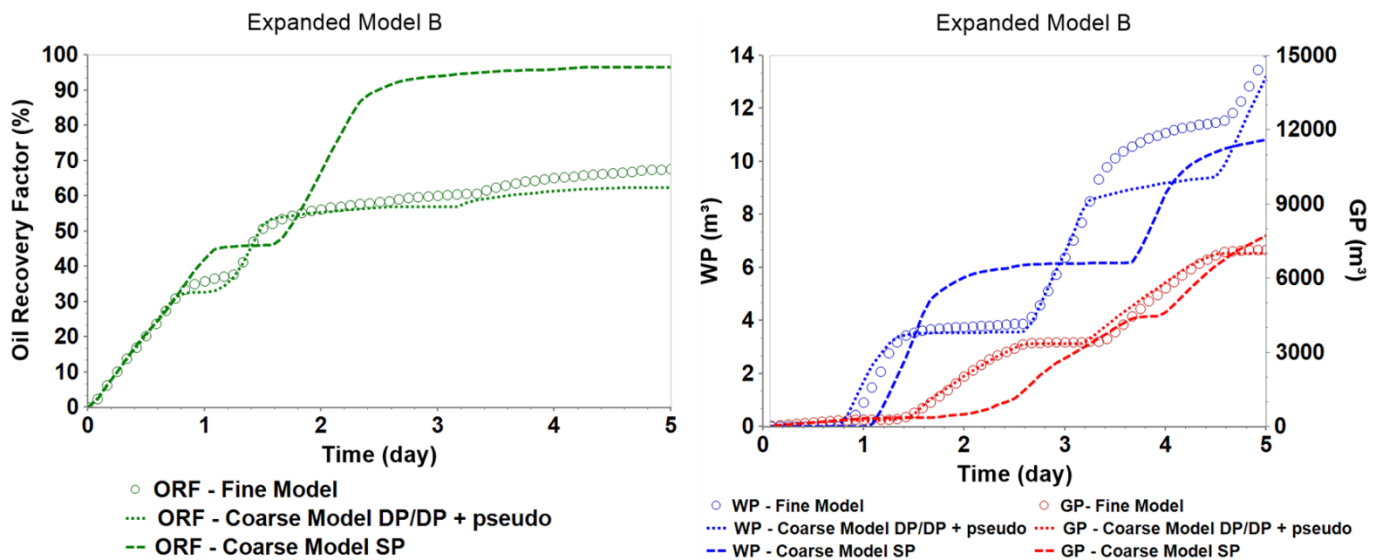 Expanded Model B
100
90
80
70
60
50
40
30
20
10
0
Oil Recovery Factor (%)
0 1 2 3 4 5
Time (day)
ORF - Fine Model
ORF - Coarse Model DP/DP + pseudo
ORF - Coarse Model SP
Expanded Model B
14
12
10
8
6
4
2
0
WP (m³)
15000
12000
9000
6000
3000
0
GP (m³)
0 1 2 3 4 5
Time (day)
WP - Fine Model
GP- Fine Model
WP - Coarse Model DP/DP + pseudo
GP - Coarse Model DP/DP + pseudo
WP - Coarse Model SP
GP - Coarse Model SP